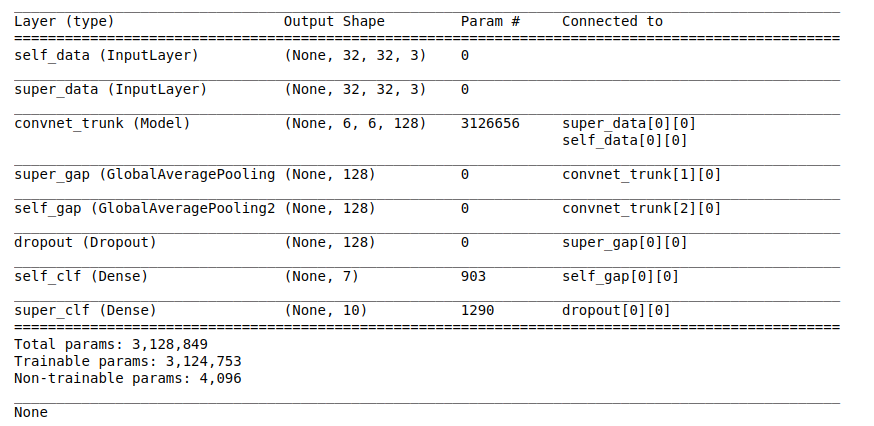 Layer (type) Output Shape Param # Connected to
self_data (InputLayer) (None, 32, 32, 3) 0
super_data (InputLayer) (None, 32, 32, 3) 0
convnet_trunk (Model) (None, 6, 6, 128) 3126656 super_data[0][0]
self_data[0][0]
super_gap (GlobalAveragePooling (None, 128) 0 convnet_trunk[1][0]
self_gap (GlobalAveragePooling2 (None, 128) 0 convnet_trunk[2][0]
dropout (Dropout) (None, 128) 0 super_gap[0][0]
self_clf (Dense) (None, 7) 903 self_gap[0][0]
super_clf (Dense) (None, 10) 1290 dropout[0][0]
Total params: 3,128,849
Trainable params: 3,124,753
Non-trainable params: 4,096
None